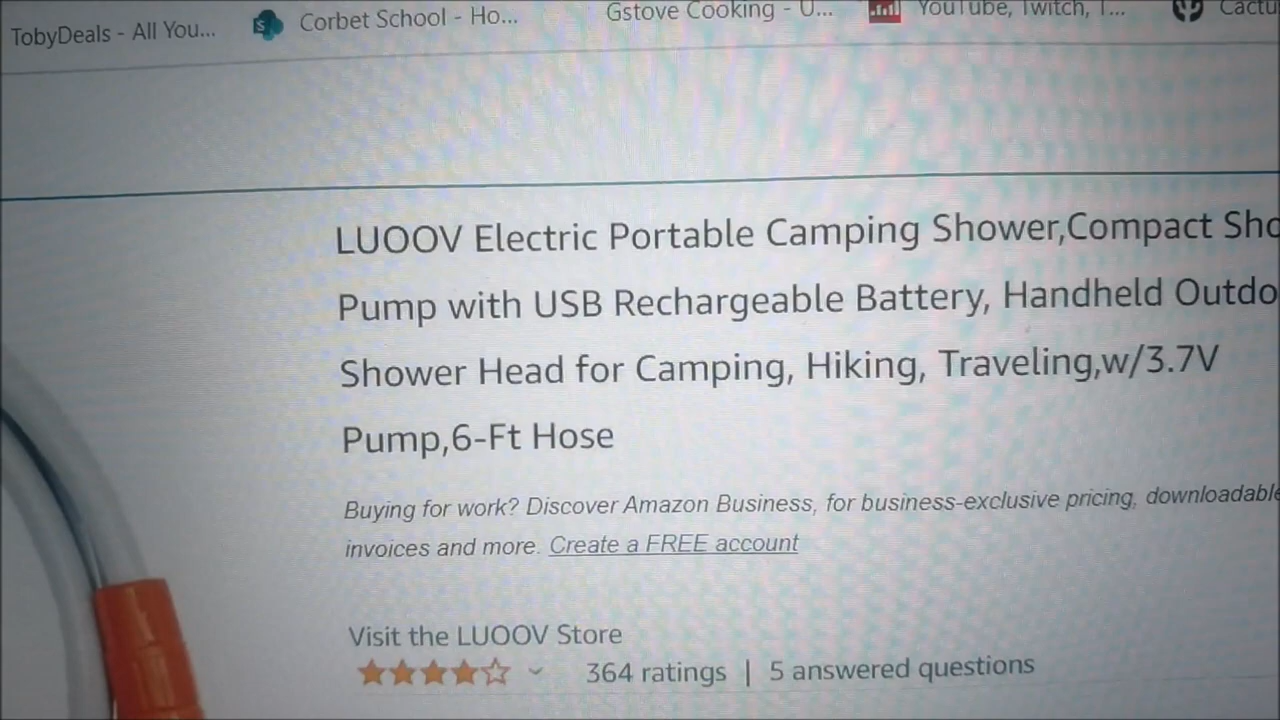 TobyDeals - All You...
Corbet School - Ho...
Gstove Cooking - U...
YouTube, Twitch, T...
Cactu
LUOOV Electric Portable Camping Shower,Compact Sho
Pump with USB Rechargeable Battery, Handheld Outdo
Shower Head for Camping, Hiking, Traveling,w/3.7V
Pump,6-Ft Hose
Buying for work? Discover Amazon Business, for business-exclusive pricing, downloadable
invoices and more. Create a FREE account
Visit the LUOOV Store
364 ratings | 5 answered questions